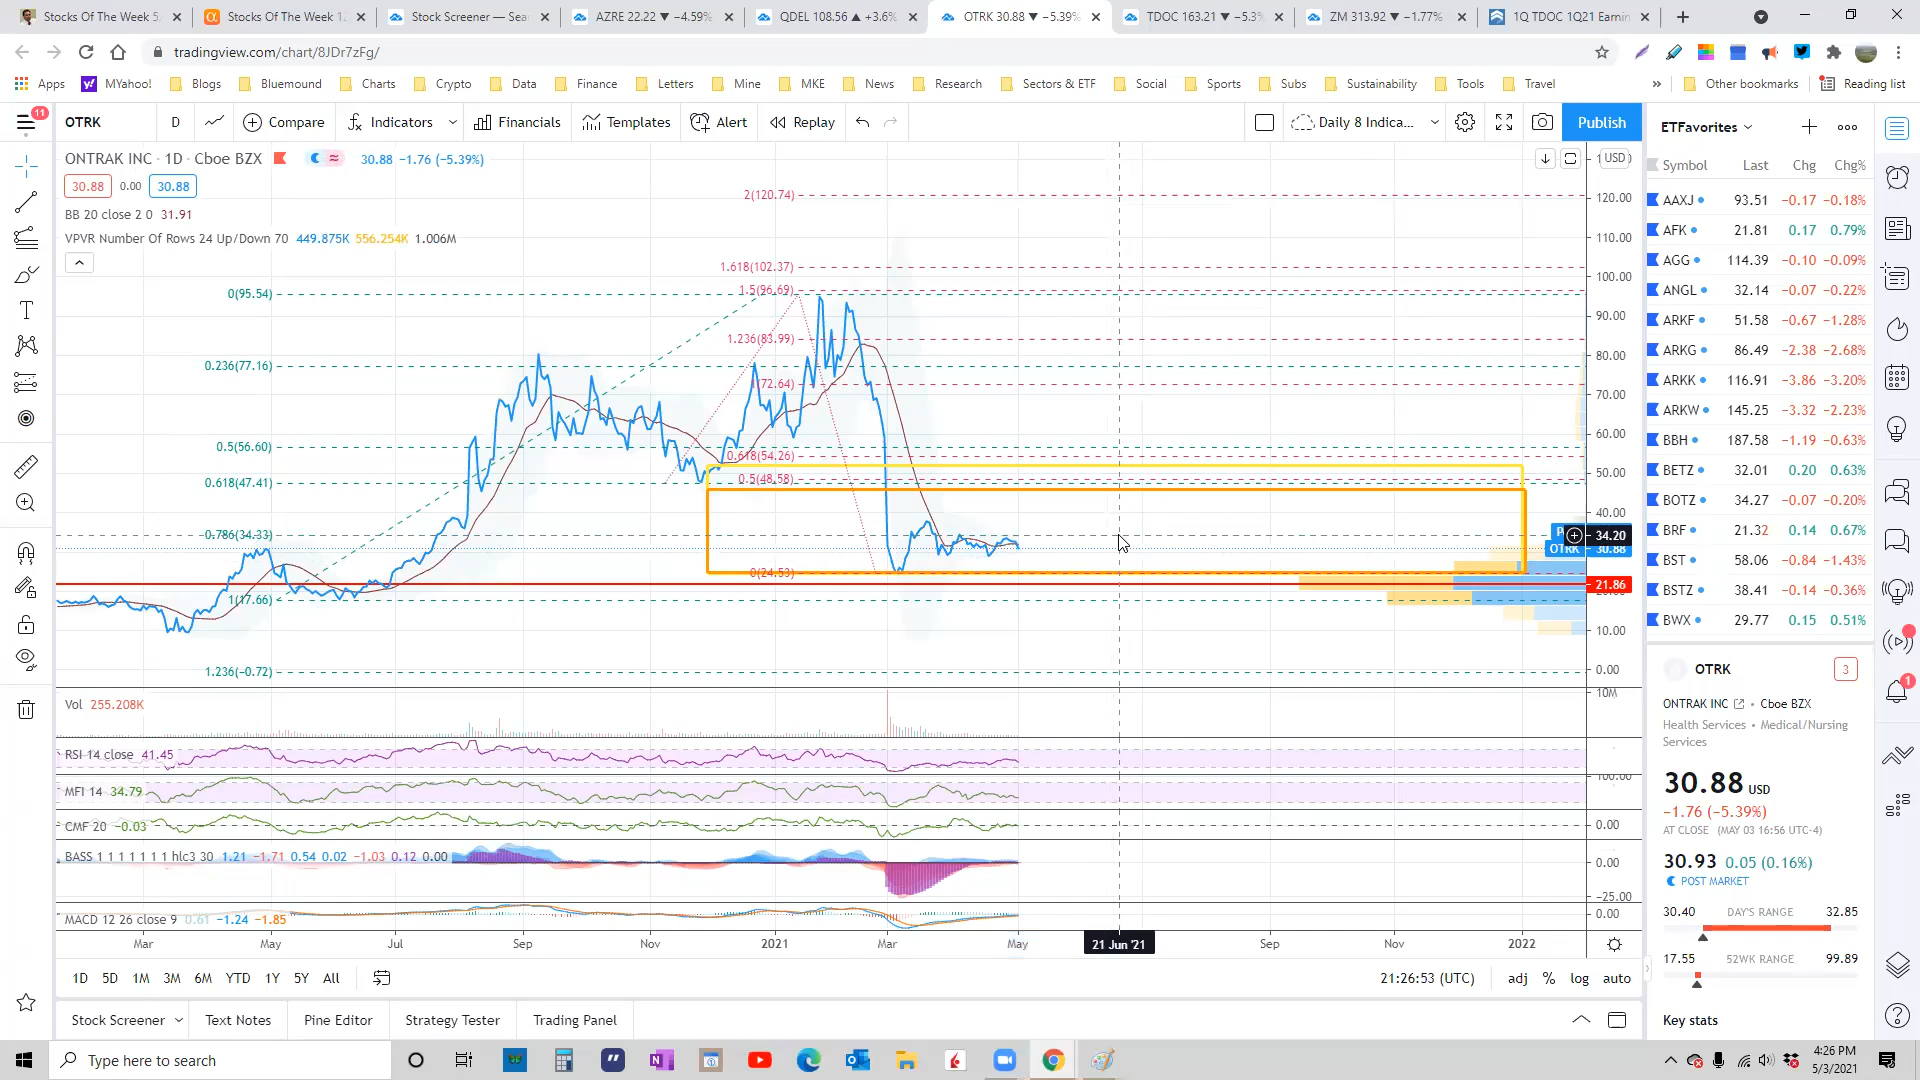 Stocks Of The Week 5
Stocks Of The Week 1
Stock Screener — Sea
AZRE 22.22 ▼ −4.59%
QDEL 108.56 ▲ +3.6%
OTRK 30.88 ▼ −5.39%
TDOC 163.21 ▼ −5.3%
ZM 313.92 ▼ −1.77%
1Q TDOC 1Q21 Earnin
tradingview.com/chart/8JDr7zFg/
Apps
MYahoo!
Blogs
Bluemound
Charts
Crypto
Data
Finance
Letters
Mine
MKE
News
Research
Sectors & ETF
Social
Sports
Subs
Sustainability
Tools
Travel
»
Other bookmarks
Reading list
11
OTRK
D
Compare
Indicators
Financials
Templates
Alert
Replay
Daily 8 Indica...
Publish
ETFavorites
ONTRAK INC · 1D · Cboe BZX
30.88 −1.76 (−5.39%)
30.88 0.00 30.88
BB 20 close 2 0 31.91
VPVR Number Of Rows 24 Up/Down 70 449.875K 556.254K 1.006M
USD
120.00
110.00
100.00
90.00
80.00
70.00
60.00
50.00
40.00
34.20
OTRK 30.88
21.86
10.00
0.00
2(120.74)
1.618(102.37)
1.5(96.69)
0(95.54)
1.236(83.99)
0.236(77.16)
1(72.64)
0.5(56.60)
0.618(54.26)
0.5(48.58)
0.618(47.41)
0.786(34.33)
0(24.53)
1(17.66)
1.236(−0.72)
Vol 255.208K
10M
RSI 14 close 41.45
MFI 14 34.79
100.00
CMF 20 −0.03
0.00
BASS 1 1 1 1 1 1 1 hlc3 30 1.21 −1.71 0.54 0.02 −1.03 0.12 0.00
0.00
−25.00
MACD 12 26 close 9 0.61 −1.24 −1.85
0.00
Mar
May
Jul
Sep
Nov
2021
Mar
May
21 Jun '21
Sep
Nov
2022
1D 5D 1M 3M 6M YTD 1Y 5Y All
21:26:53 (UTC)
adj % log auto
Stock Screener
Text Notes
Pine Editor
Strategy Tester
Trading Panel
Symbol Last Chg Chg%
AAXJ 93.51 −0.17 −0.18%
AFK 21.81 0.17 0.79%
AGG 114.39 −0.10 −0.09%
ANGL 32.14 −0.07 −0.22%
ARKF 51.58 −0.67 −1.28%
ARKG 86.49 −2.38 −2.68%
ARKK 116.91 −3.86 −3.20%
ARKW 145.25 −3.32 −2.23%
BBH 187.58 −1.19 −0.63%
BETZ 32.01 0.20 0.63%
BOTZ 34.27 −0.07 −0.20%
BRF 21.32 0.14 0.67%
BST 58.06 −0.84 −1.43%
BSTZ 38.41 −0.14 −0.36%
BWX 29.77 0.15 0.51%
OTRK
3
ONTRAK INC • Cboe BZX
Health Services • Medical/Nursing
Services
30.88 USD
−1.76 (−5.39%)
AT CLOSE (MAY 03 16:56 UTC-4)
30.93 0.05 (0.16%)
POST MARKET
30.40 DAY'S RANGE 32.85
17.55 52WK RANGE 99.89
Key stats
1
Type here to search
4:26 PM
5/3/2021